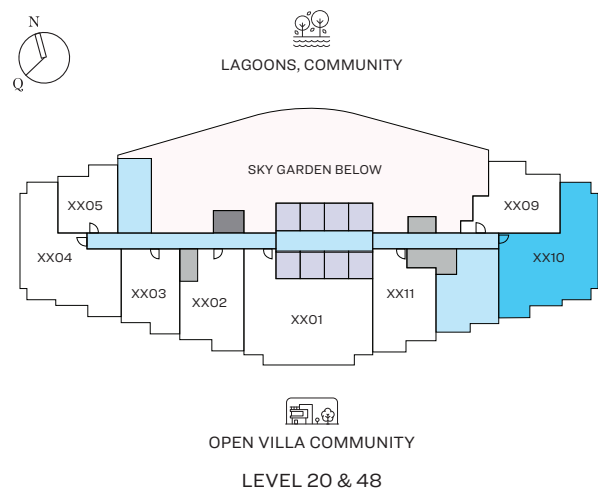 N
Q
LAGOONS, COMMUNITY
SKY GARDEN BELOW
XX05
XX09
XX04
XX10
XX03
XX02
XX01
XX11
OPEN VILLA COMMUNITY
LEVEL 20 & 48